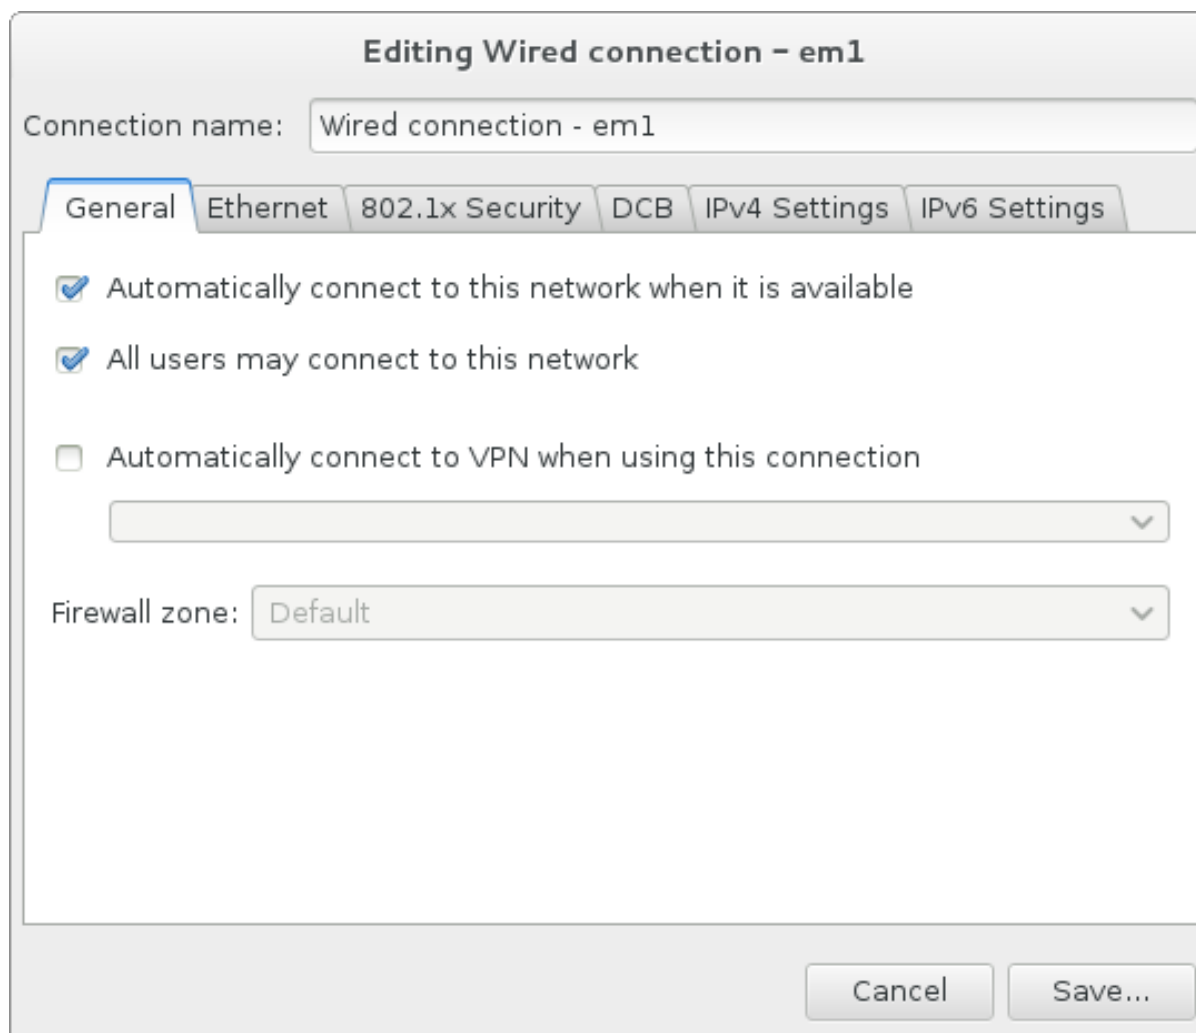 Editing Wired connection – em1
Connection name: Wired connection - em1
General Ethernet 802.1x Security DCB IPv4 Settings IPv6 Settings
Automatically connect to this network when it is available
All users may connect to this network
Automatically connect to VPN when using this connection
Firewall zone: Default
Cancel Save...